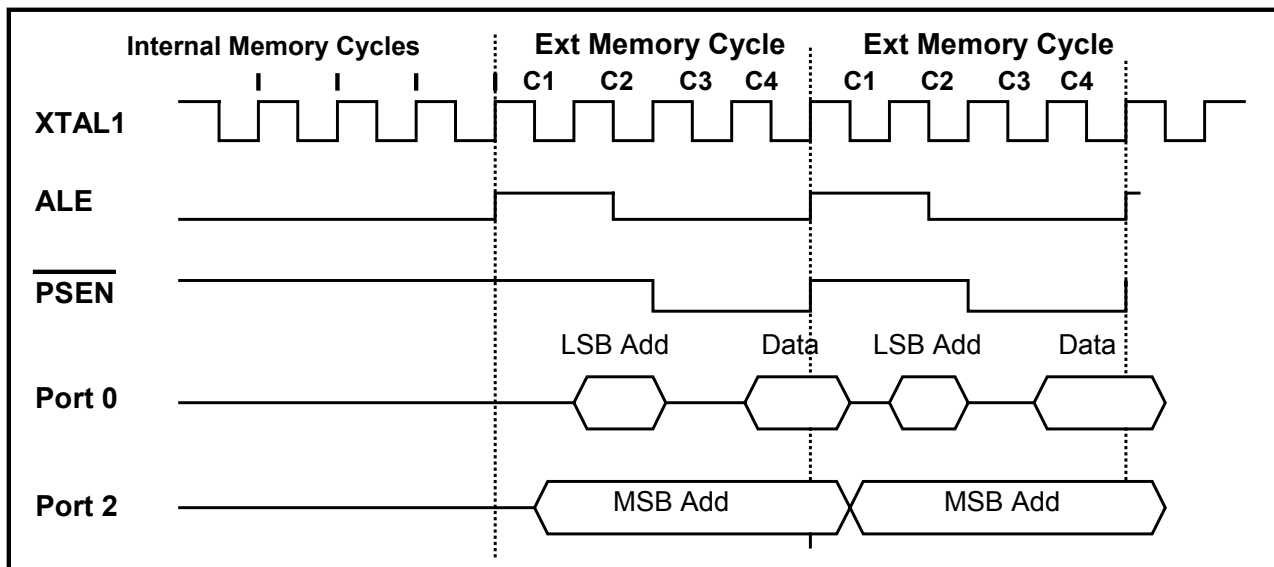 Internal Memory Cycles
Ext Memory Cycle
Ext Memory Cycle
C1 C2 C3 C4 C1 C2 C3 C4
XTAL1
ALE
PSEN
LSB Add Data LSB Add Data
Port 0
Port 2
MSB Add MSB Add